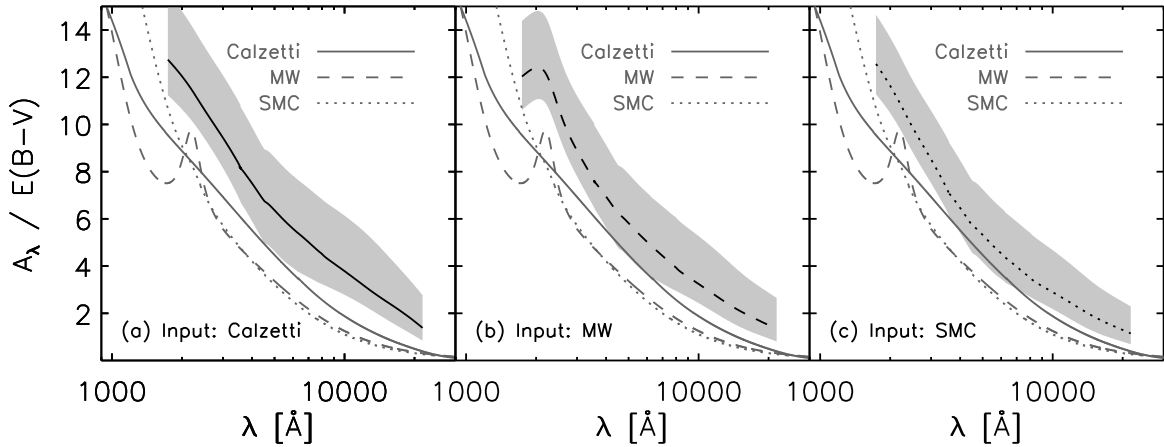 A_λ / E(B−V)
14
12
10
8
6
4
2
Calzetti
MW
SMC
(a) Input: Calzetti
1000
10000
λ [Å]
Calzetti
MW
SMC
(b) Input: MW
1000
10000
λ [Å]
Calzetti
MW
SMC
(c) Input: SMC
1000
10000
λ [Å]